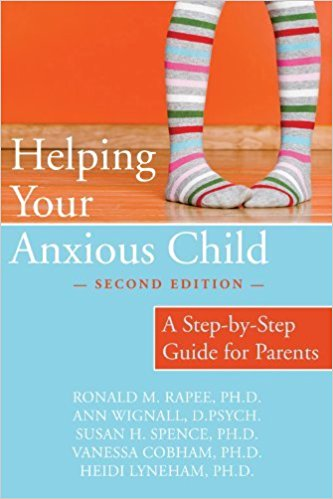 Helping
Your
Anxious Child
— SECOND EDITION —
A Step-by-Step
Guide for Parents
RONALD M. RAPEE, PH.D.
ANN WIGNALL, D.PSYCH.
SUSAN H. SPENCE, PH.D.
VANESSA COBHAM, PH.D.
HEIDI LYNEHAM, PH.D.